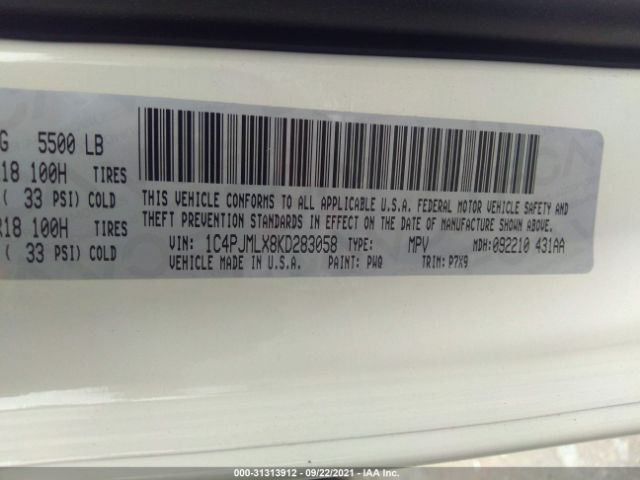 G 5500 LB
R18 100H TIRES
( 33 PSI) COLD
R18 100H TIRES
( 33 PSI) COLD
THIS VEHICLE CONFORMS TO ALL APPLICABLE U.S.A. FEDERAL MOTOR VEHICLE SAFETY AND
THEFT PREVENTION STANDARDS IN EFFECT ON THE DATE OF MANUFACTURE SHOWN ABOVE.
VIN: 1C4PJMLX8KD283058 TYPE: MPV MDH: 092210 431AA
VEHICLE MADE IN U.S.A. PAINT: PWQ TRIM: P7X9
000-31313912 - 09/22/2021 - IAA Inc.